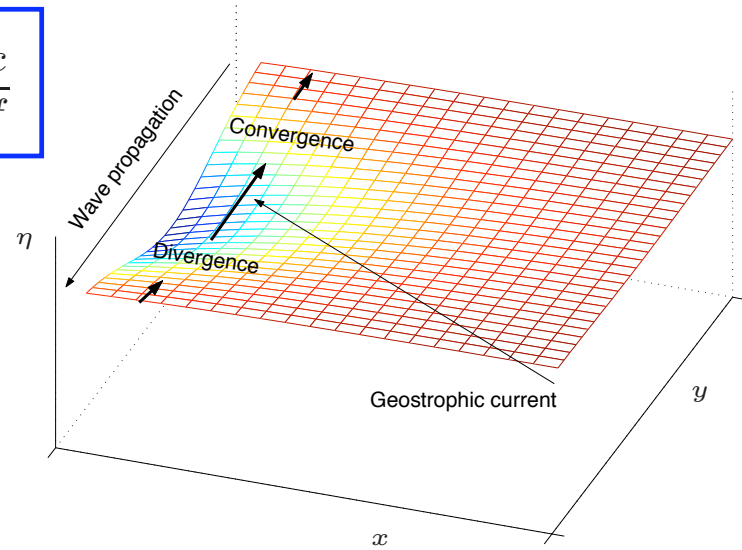 Wave propagation
Convergence
η
Divergence
Geostrophic current
y
x